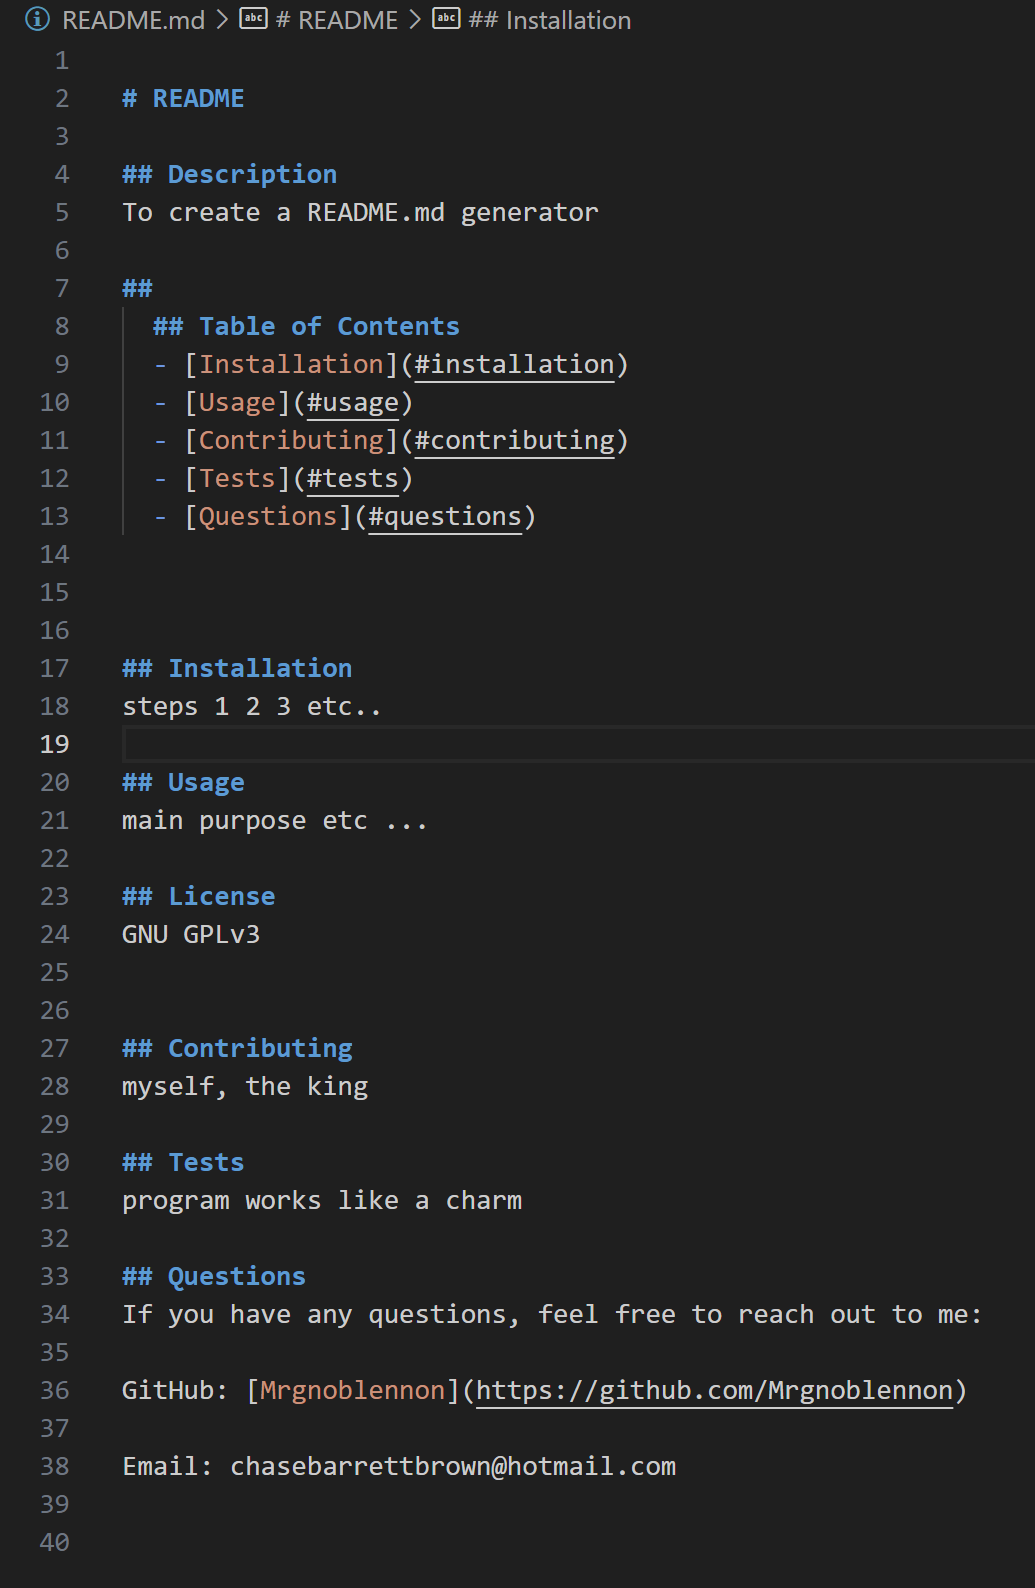 README.md > abc # README > abc ## Installation
1
2 # README
3
4 ## Description
5 To create a README.md generator
6
7 ##
8 ## Table of Contents
9 - [Installation](#installation)
10 - [Usage](#usage)
11 - [Contributing](#contributing)
12 - [Tests](#tests)
13 - [Questions](#questions)
14
15
16
17 ## Installation
18 steps 1 2 3 etc..
19
20 ## Usage
21 main purpose etc ...
22
23 ## License
24 GNU GPLv3
25
26
27 ## Contributing
28 myself, the king
29
30 ## Tests
31 program works like a charm
32
33 ## Questions
34 If you have any questions, feel free to reach out to me:
35
36 GitHub: [Mrgnoblennon](https://github.com/Mrgnoblennon)
37
38 Email: chasebarrettbrown@hotmail.com
39
40